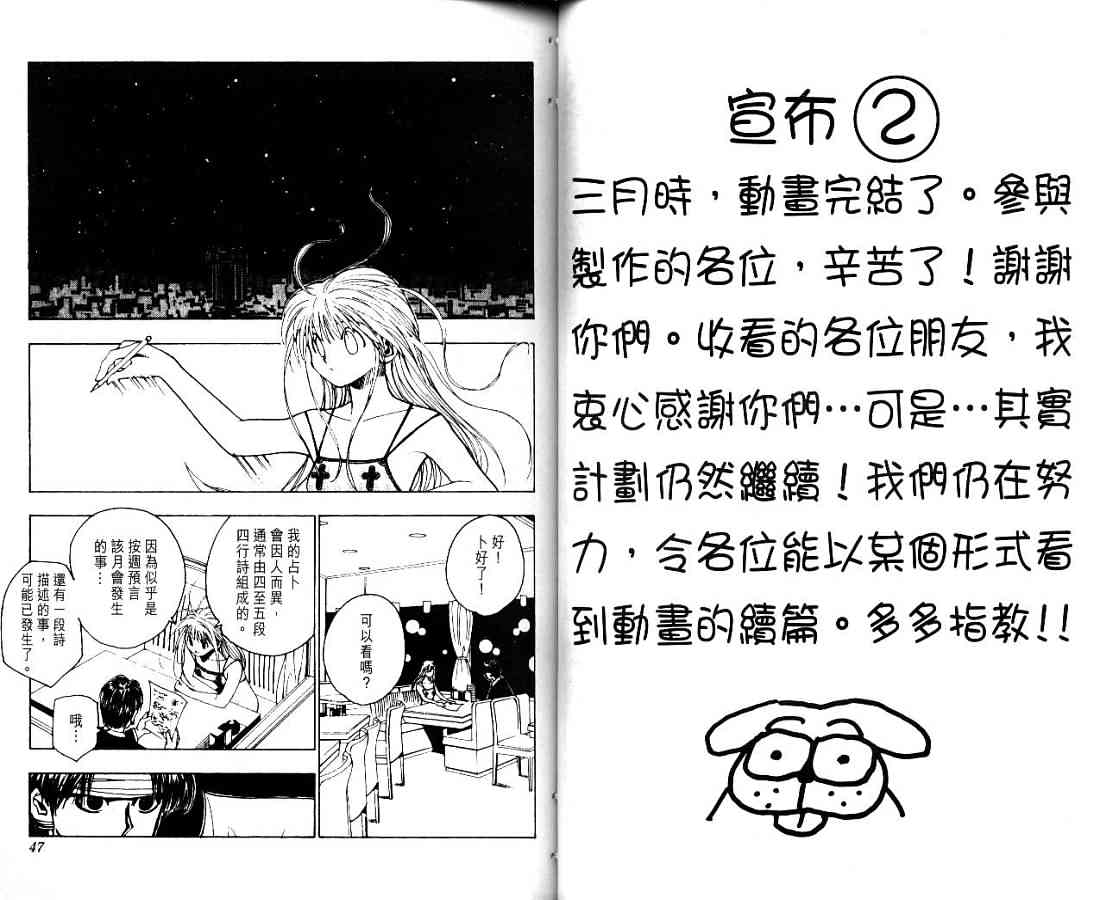 宣布②
三月時，動畫完結了。參與
製作的各位，辛苦了！謝謝
你們。收看的各位朋友，我
衷心感謝你們…可是…其實
計劃仍然繼續！我們仍在努
力，令各位能以某個形式看
到動畫的續篇。多多指教!!
好！
卜好了！
可以看嗎？
我的占卜
會因人而異，
通常由四至五段
四行詩組成的。
因為似乎是
按週預言
該月會發生
的事…
還有一段詩
描述的事，
可能已發生了。
哦…
47